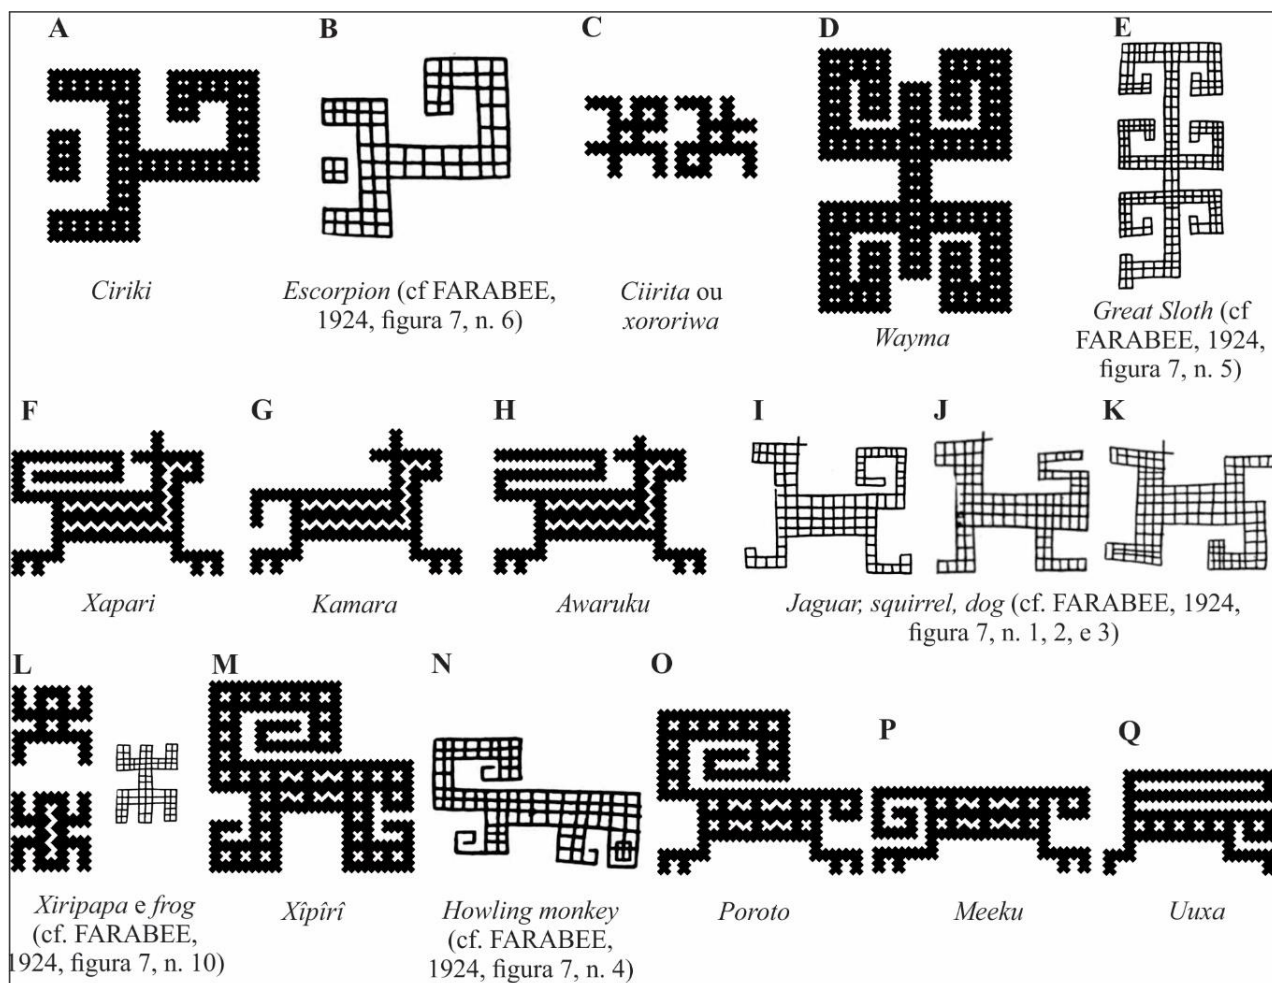 A B C D E
Ciriki
Escorpion (cf FARABEE,
1924, figura 7, n. 6)
Ciirita ou
xororiwa
Wayma
Great Sloth (cf
FARABEE, 1924,
figura 7, n. 5)
F G H I J K
Xapari
Kamara
Awaruku
Jaguar, squirrel, dog (cf. FARABEE, 1924,
figura 7, n. 1, 2, e 3)
L M N O P Q
Xiripapa e frog
(cf. FARABEE,
1924, figura 7, n. 10)
Xîpîrî
Howling monkey
(cf. FARABEE,
1924, figura 7, n. 4)
Poroto
Meeku
Uuxa